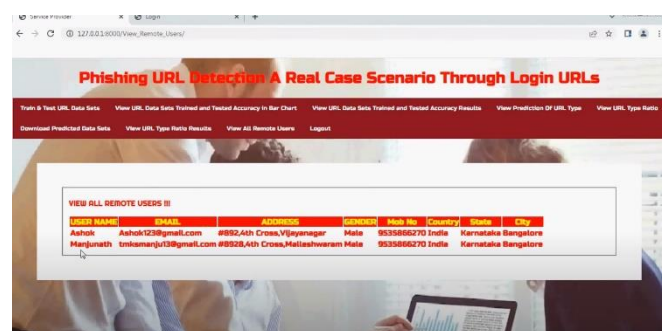 Service Provider × Login × +
127.0.0.1:8000/View_Remote_Users/
Phishing URL Detection A Real Case Scenario Through Login URLs
Train & Test URL Data Sets View URL Data Sets Trained and Tested Accuracy in Bar Chart View URL Data Sets Trained and Tested Accuracy Results View Prediction Of URL Type View URL Type Ratio
Download Predicted Data Sets View URL Type Ratio Results View All Remote Users Logout
VIEW ALL REMOTE USERS !!!
USER NAME EMAIL ADDRESS GENDER Mob No Country State City
Ashok Ashok123@gmail.com #892,4th Cross,Vijayanagar Male 9535866270 India Karnataka Bangalore
Manjunath tmksmanju13@gmail.com #8928,4th Cross,Malleshwaram Male 9535866270 India Karnataka Bangalore